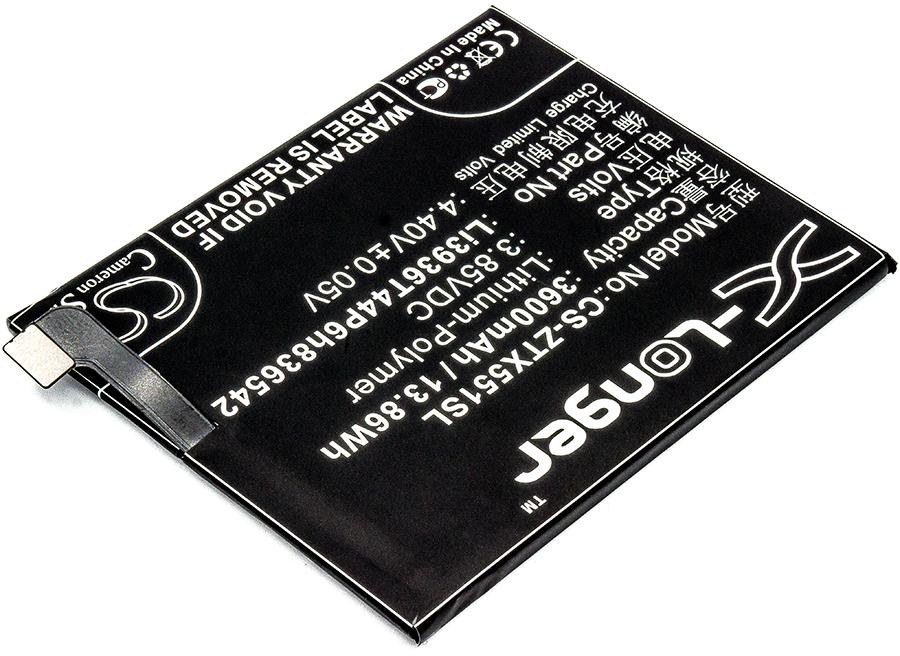 X-Longer™
型号Model No.:CS-ZTX551SL
容量Capacity 3600mAh / 13.86Wh
规格Type Lithium-Polymer
电压Volts 3.85VDC
编号Part No Li3936T44P6h836542
充电限制电压 4.40V±0.05V
Charge Limited Volts
WARRANTY VOID IF
LABEL IS REMOVED
CE
Made In China
CS
Cameron